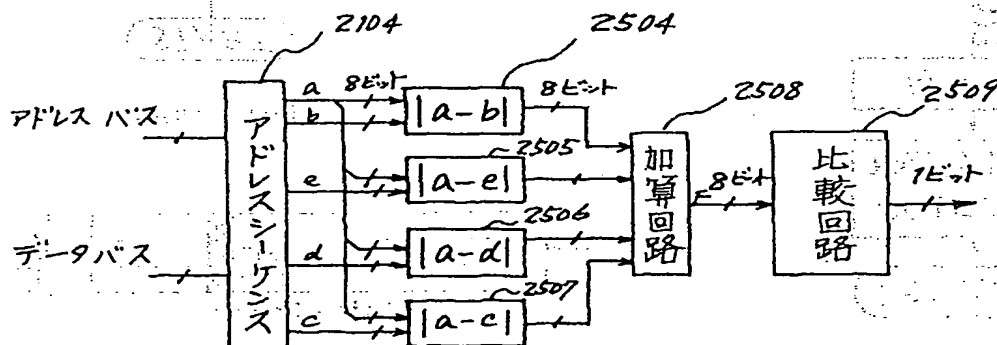 2104
2504
2508
2509
アドレス バス
データバス
アドレスシーケンス
a
8ビット
b
e
d
c
|a-b|
8ビット
2505
|a-e|
2506
|a-d|
2507
|a-c|
加算回路
F
8ビット
比較回路
1ビット